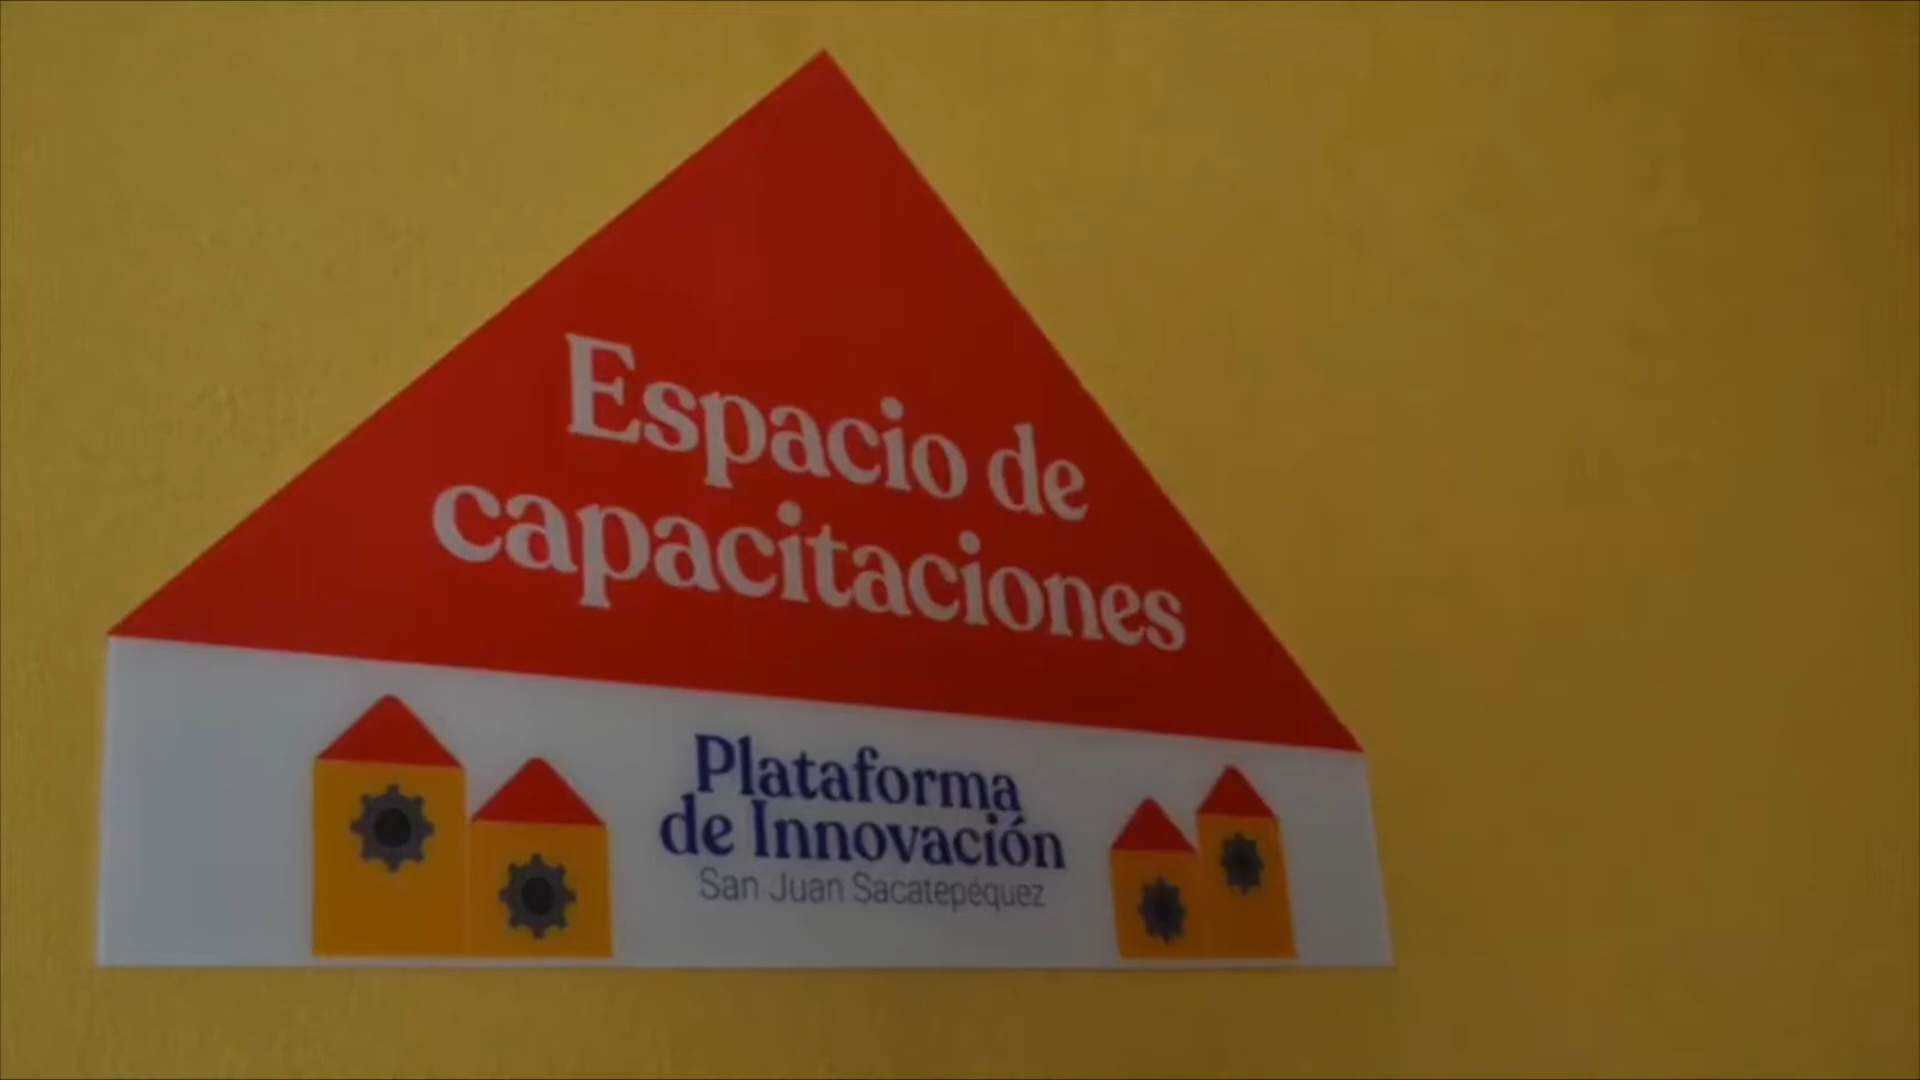 Espacio de
capacitaciones
Plataforma
de Innovación
San Juan Sacatepéquez